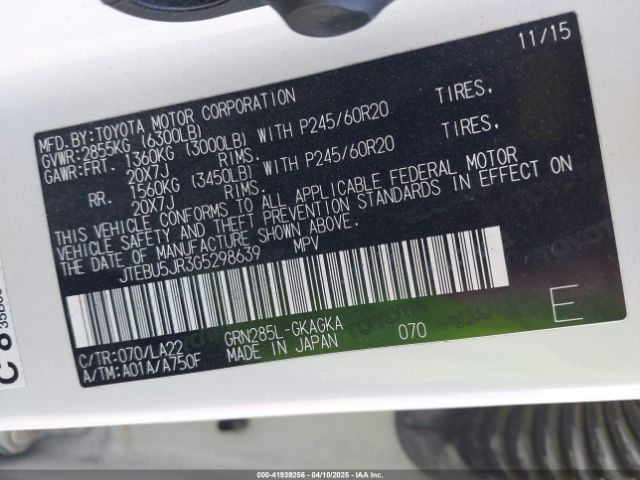 11/15
MFD.BY:TOYOTA MOTOR CORPORATION
GVWR:2855KG (6300LB)
GAWR:FRT. 1360KG (3000LB) WITH P245/60R20 TIRES,
20X7J RIMS.
RR. 1560KG (3450LB) WITH P245/60R20 TIRES,
20X7J RIMS.
THIS VEHICLE CONFORMS TO ALL APPLICABLE FEDERAL MOTOR
VEHICLE SAFETY AND THEFT PREVENTION STANDARDS IN EFFECT ON
THE DATE OF MANUFACTURE SHOWN ABOVE.
JTEBU5JR3G5298639 MPV
C/TR:070/LA22 GRN285L-GKAGKA 070 E
A/TM:A01A/A750F MADE IN JAPAN
TOYOTA
000-41939256 - 04/10/2025 - IAA Inc.